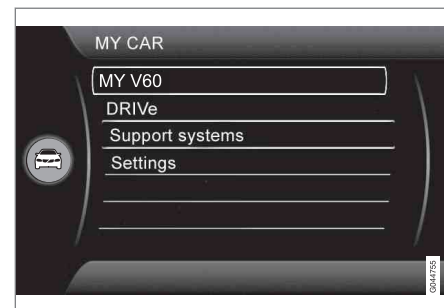 MY CAR
MY V60
DRIVe
Support systems
Settings
G044755